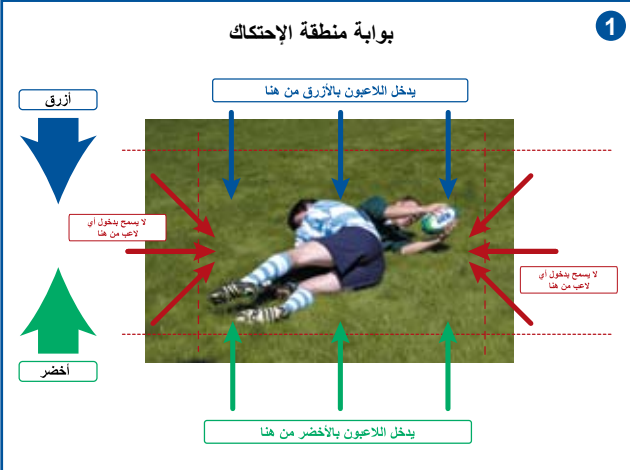 1
بوابة منطقة الإحتكاك
يدخل اللاعبون بالأزرق من هنا
أزرق
لا يسمح بدخول أي
لاعب من هنا
لا يسمح بدخول أي
لاعب من هنا
أخضر
يدخل اللاعبون بالأخضر من هنا